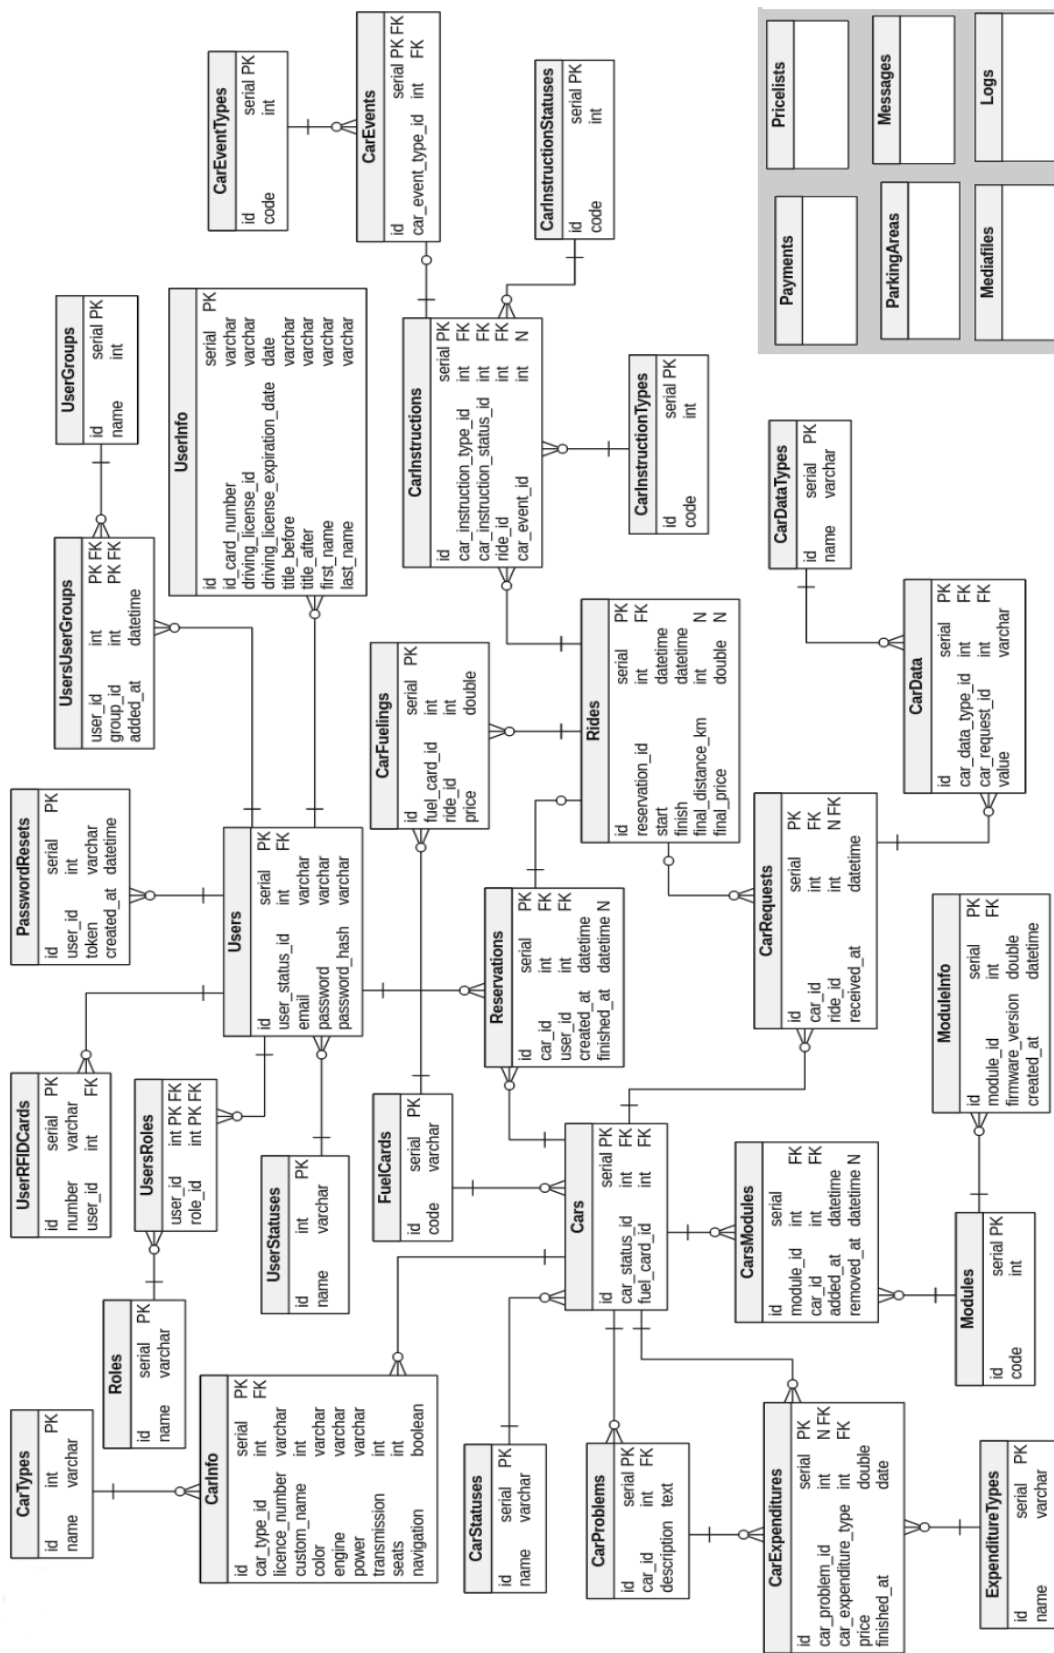 CarTypes
id int PK
name varchar
Roles
id serial PK
name varchar
UserRFIDCards
id serial PK
number varchar
user_id int FK
PasswordResets
id serial PK
user_id int
token varchar
created_at datetime
UsersUserGroups
user_id int PK FK
group_id int PK FK
added_at datetime
UserGroups
id serial PK
name int
UsersRoles
user_id int PK FK
role_id int PK FK
CarInfo
id serial PK
car_type_id int FK
licence_number varchar
custom_name int
color varchar
engine varchar
power varchar
transmission int
seats int
navigation boolean
UserStatuses
id int PK
name varchar
Users
id serial PK
user_status_id int FK
email varchar
password varchar
password_hash varchar
UserInfo
id serial PK
id_card_number varchar
driving_license_id varchar
driving_license_expiration_date date
title_before varchar
title_after varchar
first_name varchar
last_name varchar
CarEventTypes
id serial PK
code int
FuelCards
id serial PK
code varchar
CarFuelings
id serial PK
fuel_card_id int
ride_id int
price double
CarEvents
id serial PK FK
car_event_type_id int FK
CarStatuses
id serial PK
name varchar
Reservations
id serial PK
car_id int FK
user_id int FK
created_at datetime
finished_at datetime N
CarInstructions
id serial PK
car_instruction_type_id int FK
car_instruction_status_id int FK
ride_id int FK
car_event_id int N
CarInstructionStatuses
id serial PK
code int
Cars
id serial PK
car_status_id int FK
fuel_card_id int FK
CarProblems
id serial PK
car_id int FK
description text
Rides
id serial PK
reservation_id int FK
start datetime
finish datetime
final_distance_km int N
final_price double N
CarInstructionTypes
id serial PK
code int
CarsModules
id serial
module_id int FK
car_id int FK
added_at datetime
removed_at datetime N
CarRequests
id serial PK
car_id int FK
ride_id int N FK
received_at datetime
CarDataTypes
id serial PK
name varchar
CarExpenditures
id serial PK
car_problem_id int N FK
car_expenditure_type int FK
price double
finished_at date
CarData
id serial PK
car_data_type_id int FK
car_request_id int FK
value varchar
Modules
id serial PK
code int
ModuleInfo
id serial PK
module_id int FK
firmware_version double
created_at datetime
ExpenditureTypes
id serial PK
name varchar
Payments
Pricelists
ParkingAreas
Messages
Mediafiles
Logs